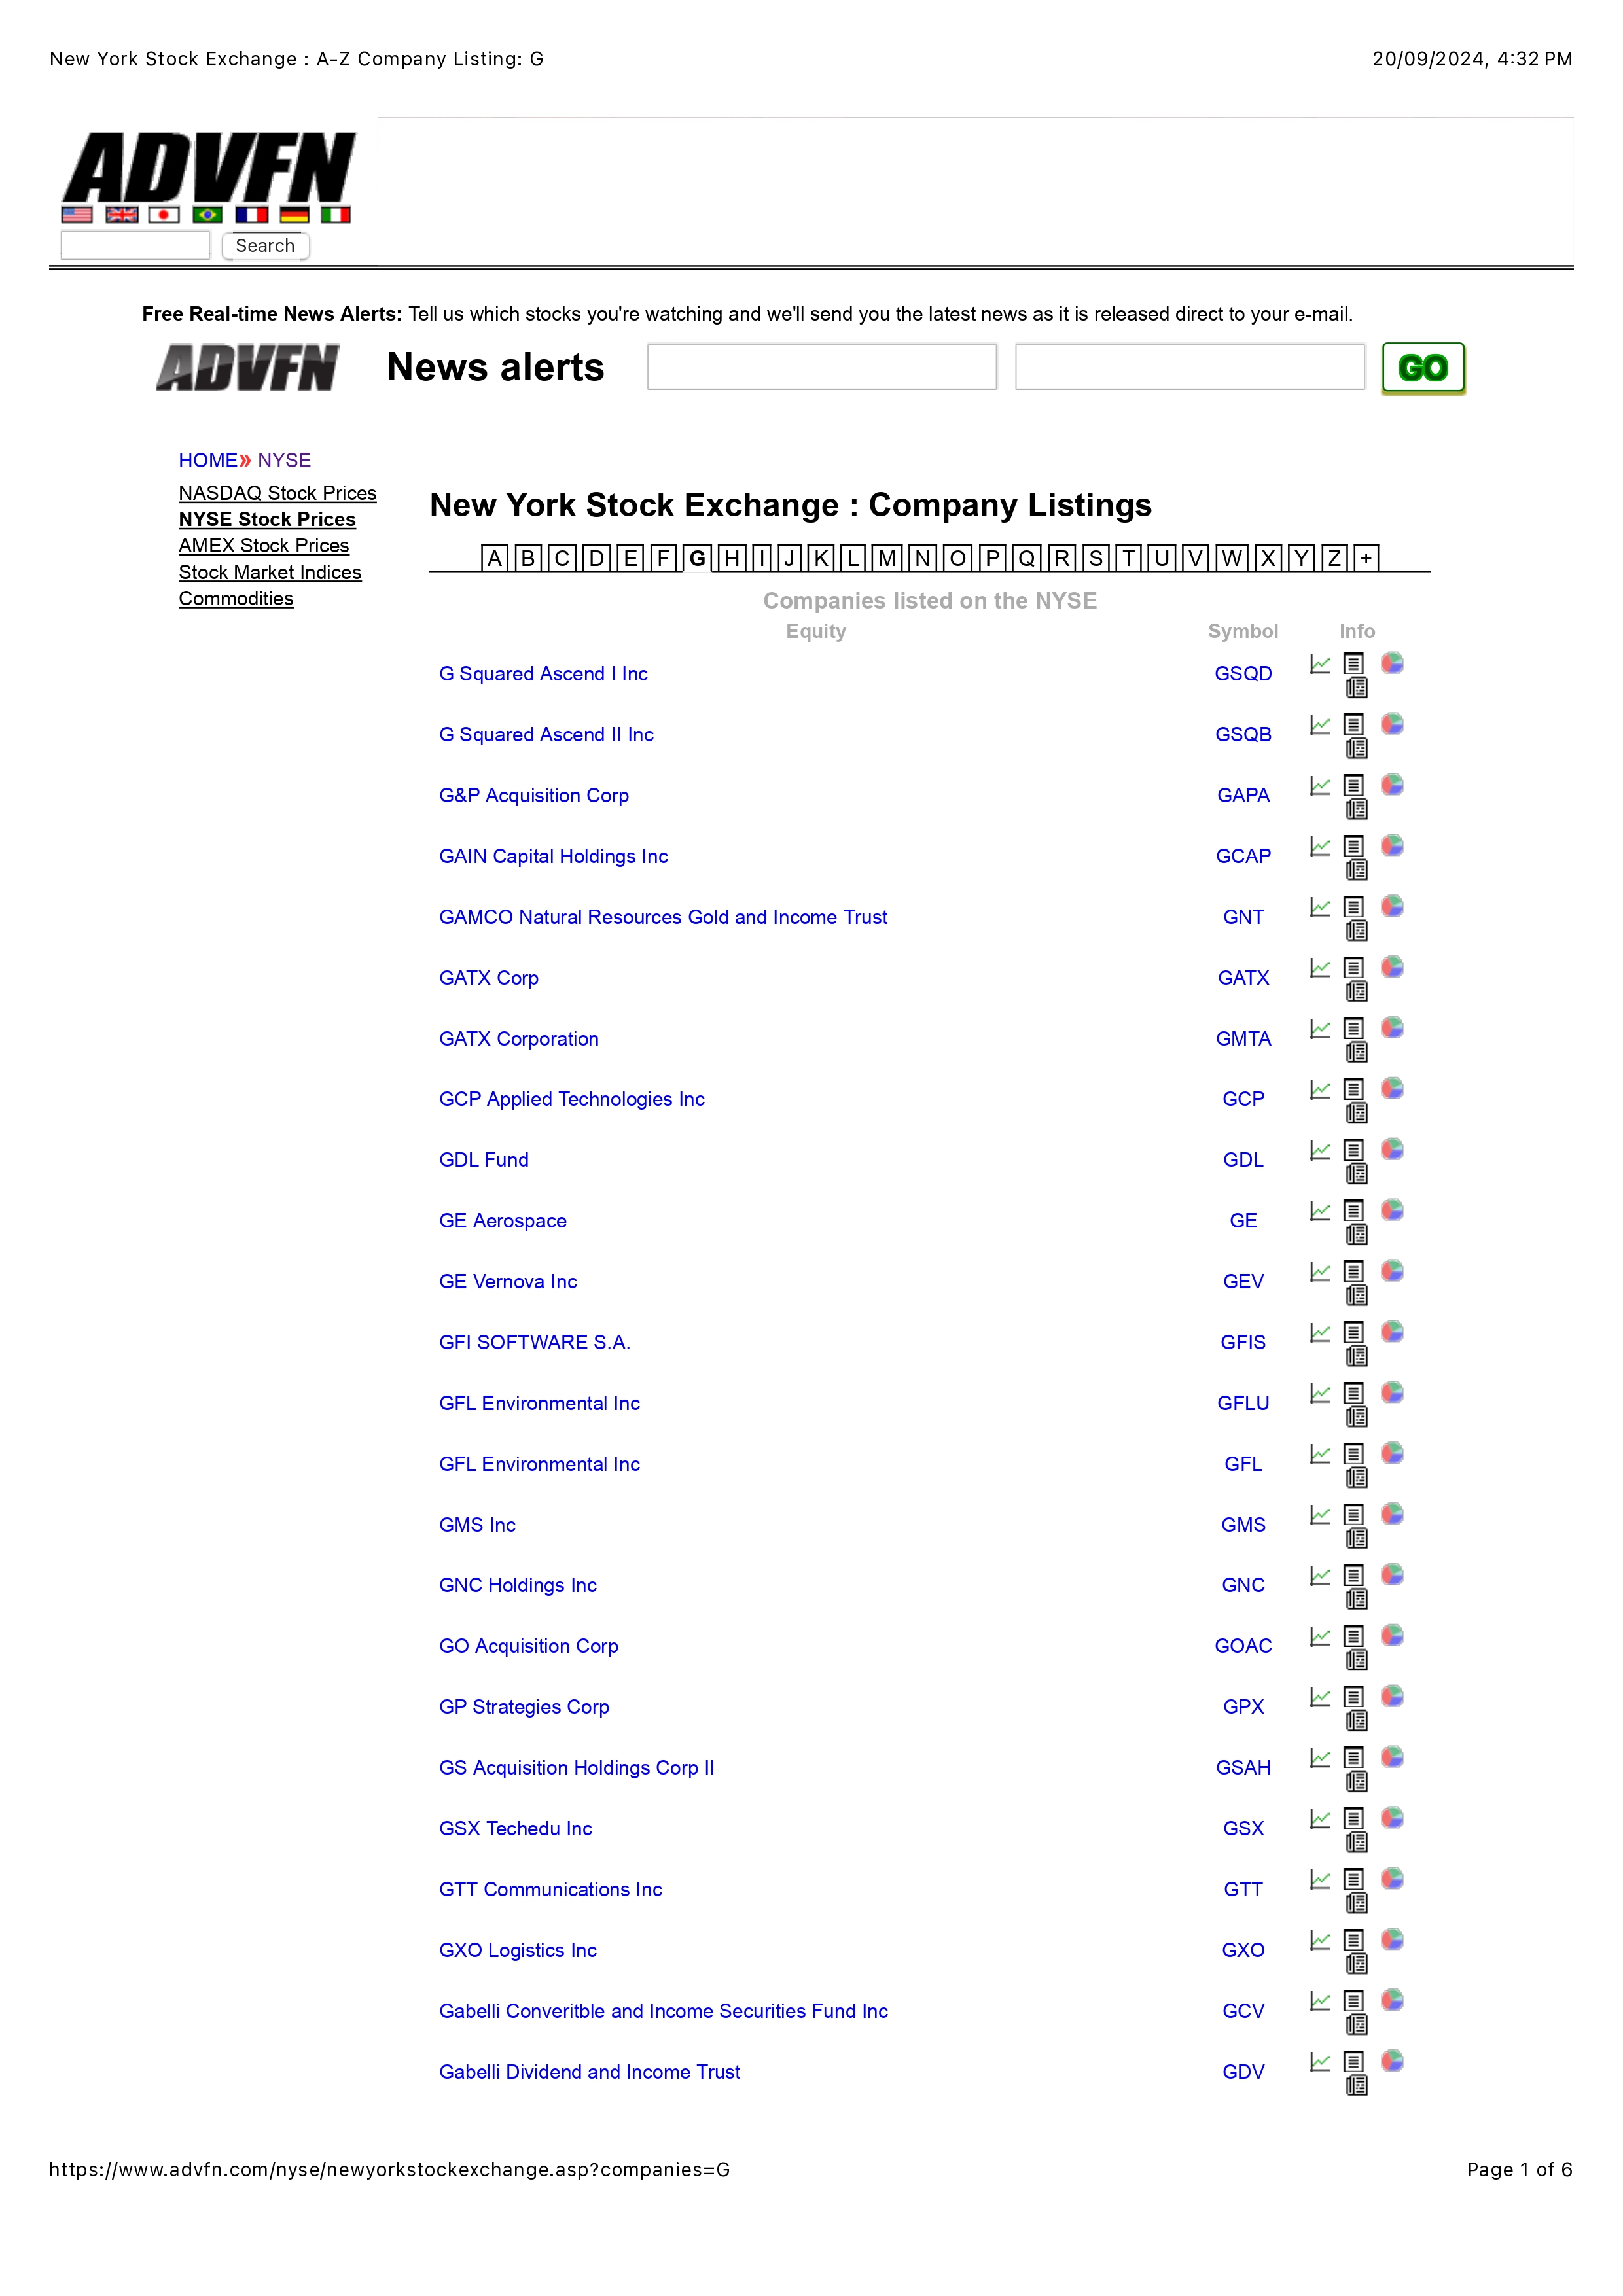 New York Stock Exchange : A-Z Company Listing: G
20/09/2024, 4:32 PM
ADVFN
Search
Free Real-time News Alerts: Tell us which stocks you're watching and we'll send you the latest news as it is released direct to your e-mail.
ADVFN News alerts GO
HOME» NYSE
NASDAQ Stock Prices
NYSE Stock Prices
AMEX Stock Prices
Stock Market Indices
Commodities
New York Stock Exchange : Company Listings
A B C D E F G H I J K L M N O P Q R S T U V W X Y Z +
Companies listed on the NYSE
Equity Symbol Info
G Squared Ascend I Inc GSQD
G Squared Ascend II Inc GSQB
G&P Acquisition Corp GAPA
GAIN Capital Holdings Inc GCAP
GAMCO Natural Resources Gold and Income Trust GNT
GATX Corp GATX
GATX Corporation GMTA
GCP Applied Technologies Inc GCP
GDL Fund GDL
GE Aerospace GE
GE Vernova Inc GEV
GFI SOFTWARE S.A. GFIS
GFL Environmental Inc GFLU
GFL Environmental Inc GFL
GMS Inc GMS
GNC Holdings Inc GNC
GO Acquisition Corp GOAC
GP Strategies Corp GPX
GS Acquisition Holdings Corp II GSAH
GSX Techedu Inc GSX
GTT Communications Inc GTT
GXO Logistics Inc GXO
Gabelli Converitble and Income Securities Fund Inc GCV
Gabelli Dividend and Income Trust GDV
https://www.advfn.com/nyse/newyorkstockexchange.asp?companies=G
Page 1 of 6